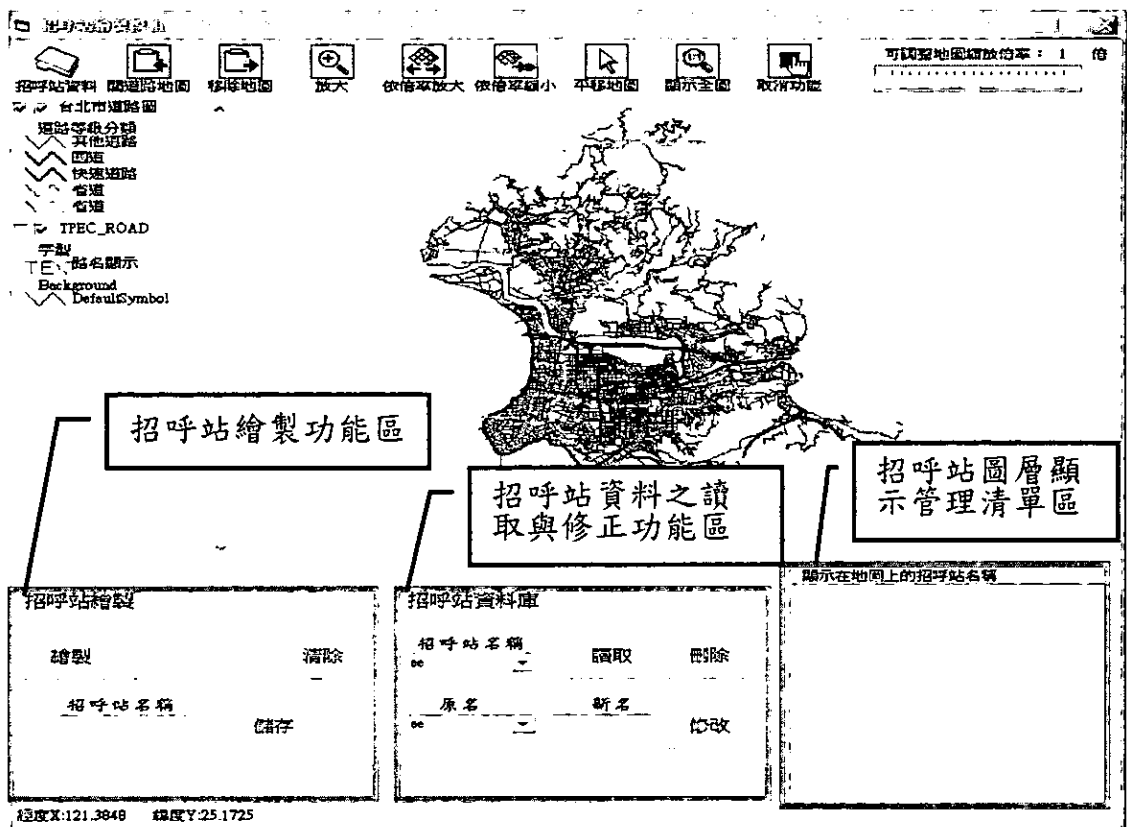 可調整地圖縮放倍率： 1 倍
招呼站資料 開道路地圖 移除地圖 放大 依倍率放大 依倍率縮小 平移地圖 顯示全圖 取消功能
台北市道路圖
道路等級分類
其他道路
國道
快速道路
省道
省道
TPEC_ROAD
字型
路名顯示
Background
DefaultSymbol
招呼站繪製功能區
招呼站資料之讀
取與修正功能區
招呼站圖層顯
示管理清單區
招呼站繪製
繪製 清除
招呼站名稱
儲存
招呼站資料庫
招呼站名稱
讀取 刪除
原名 新名
修改
顯示在地圖上的招呼站名稱
經度X:121.3848 緯度Y:25.1725